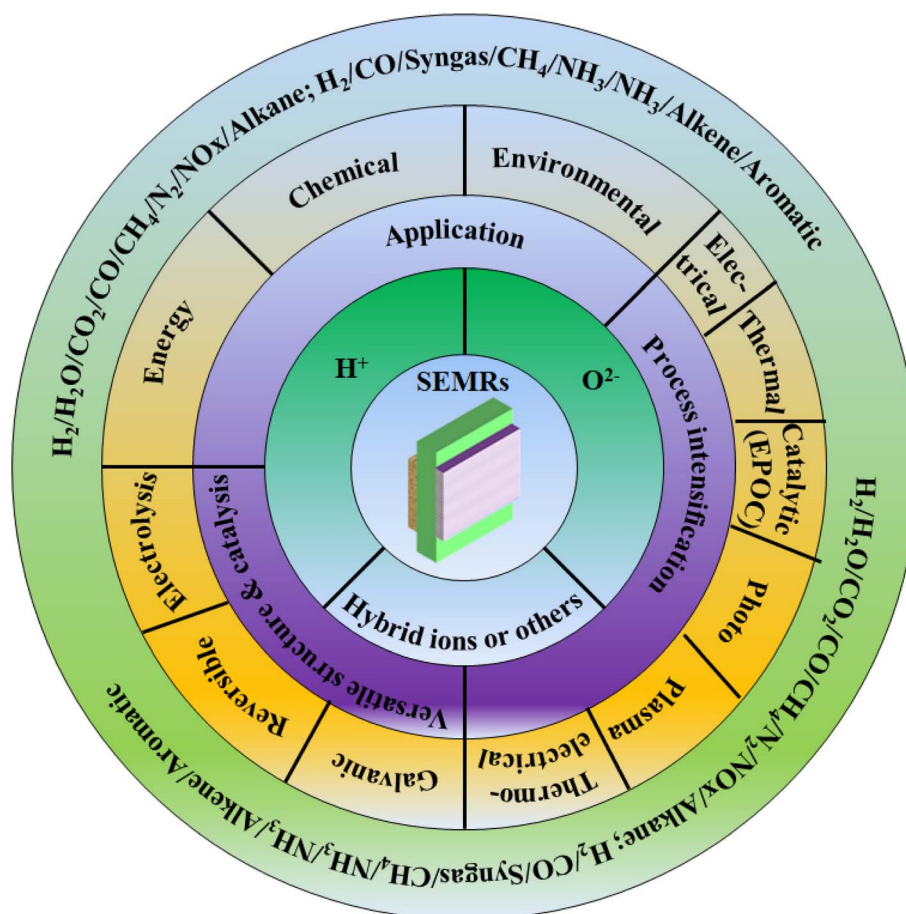 H₂/H₂O/CO₂/CO/CH₄/N₂/NOx/Alkane; H₂/CO/Syngas/CH₄/NH₃/NH₃/Alkene/Aromatic
Chemical
Environmental
Elec-
trical
Thermal
Catalytic
(EPOC)
Photo
Plasma
Thermo-
electrical
Galvanic
Reversible
Electrolysis
Energy
Application
Process intensification
Versatile structure & catalysis
H⁺
O²⁻
Hybrid ions or others
SEMRs
H₂/H₂O/CO₂/CO/CH₄/N₂/NOx/Alkane; H₂/CO/Syngas/CH₄/NH₃/NH₃/Alkene/Aromatic